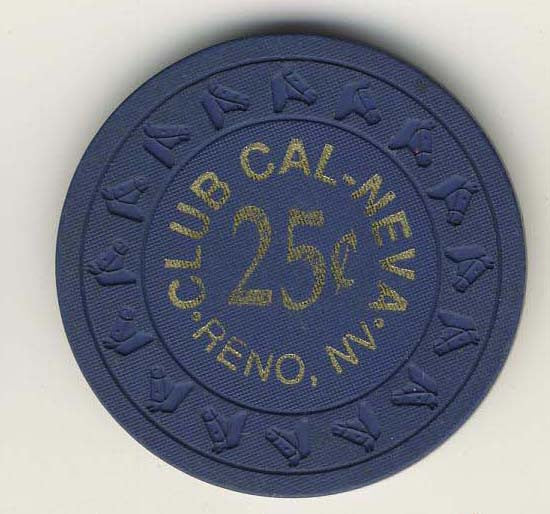 CLUB CAL-NEVA
25¢
RENO, NV